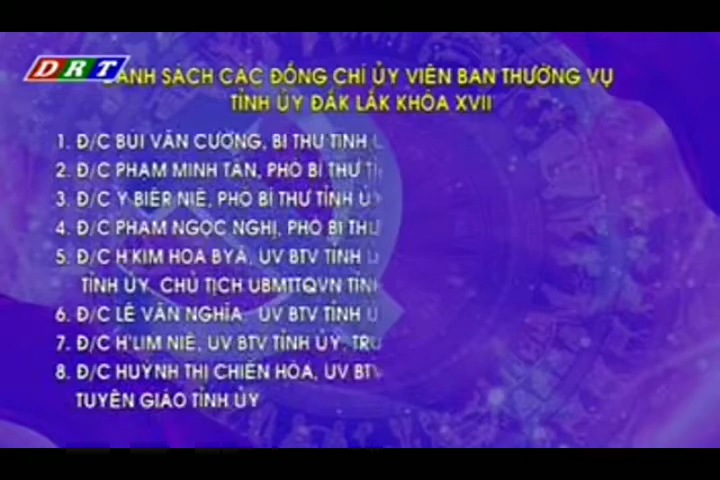 DRT
DANH SÁCH CÁC ĐỒNG CHÍ ỦY VIÊN BAN THƯỜNG VỤ
TỈNH ỦY ĐẮK LẮK KHÓA XVII
1. Đ/C BÙI VĂN CƯỜNG, BÍ THƯ TỈNH
2. Đ/C PHẠM MINH TẤN, PHÓ BÍ THƯ
3. Đ/C Y BIÊR NIÊ, PHÓ BÍ THƯ TỈNH ỦY
4. Đ/C PHẠM NGỌC NGHỊ, PHÓ BÍ THƯ
5. Đ/C H'KIM HOA BYĂ, UV BTV TỈNH
TỈNH ỦY, CHỦ TỊCH UBMTTQVN TỈNH
6. Đ/C LÊ VĂN NGHĨA, UV BTV TỈNH
7. Đ/C H'LIM NIÊ, UV BTV TỈNH ỦY,
8. Đ/C HUỲNH THỊ CHIẾN HÒA, UV BTV
TUYÊN GIÁO TỈNH ỦY